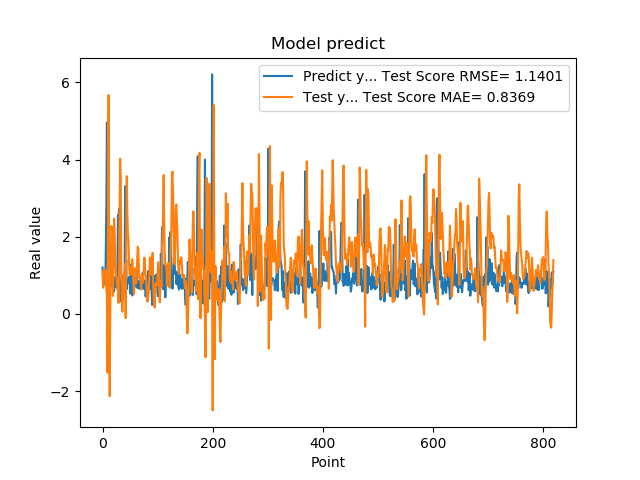 Model predict
Predict y... Test Score RMSE= 1.1401
Test y... Test Score MAE= 0.8369
6
4
2
0
−2
Real value
0 200 400 600 800
Point